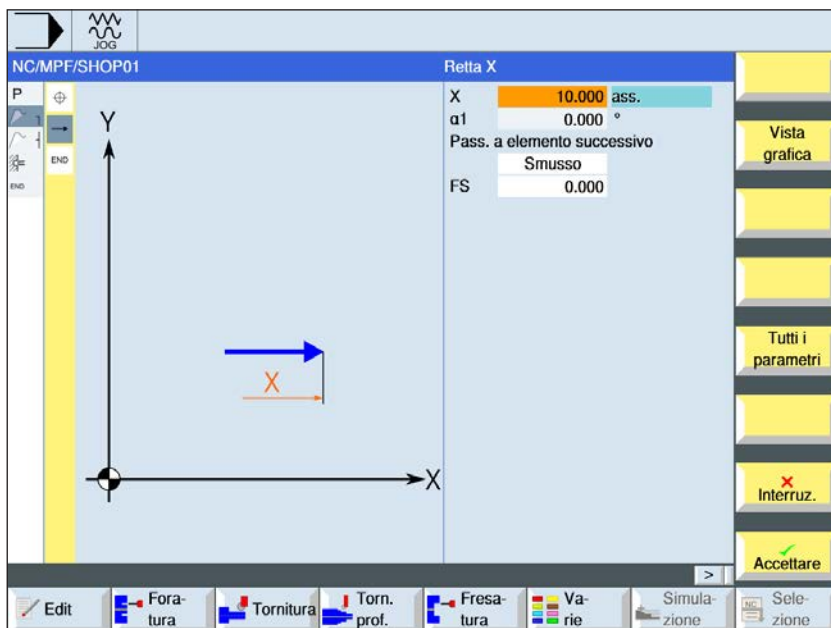 JOG
NC/MPF/SHOP01
Retta X
P
END
END
Y
X
X
X 10.000 ass.
α1 0.000 °
Pass. a elemento successivo
Smusso
FS 0.000
Vista
grafica
Tutti i
parametri
Interruz.
Accettare
>
Edit
Fora-
tura
Tornitura
Torn.
prof.
Fresa-
tura
Va-
rie
Simula-
zione
NC
Sele-
zione